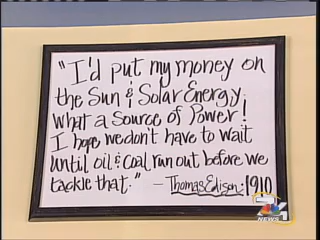 "I'd put my money on
the Sun & Solar Energy.
What a Source of Power!
I hope we don't have to wait
until oil & Coal run out before we
tackle that." - Thomas Edison: 1910
NEWS 4